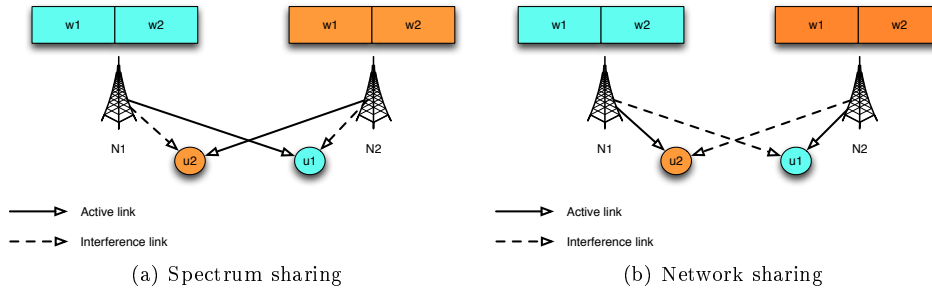 w1 w2 w1 w2
N1 N2
u2 u1
Active link
Interference link
(a) Spectrum sharing
w1 w2 w1 w2
N1 N2
u2 u1
Active link
Interference link
(b) Network sharing